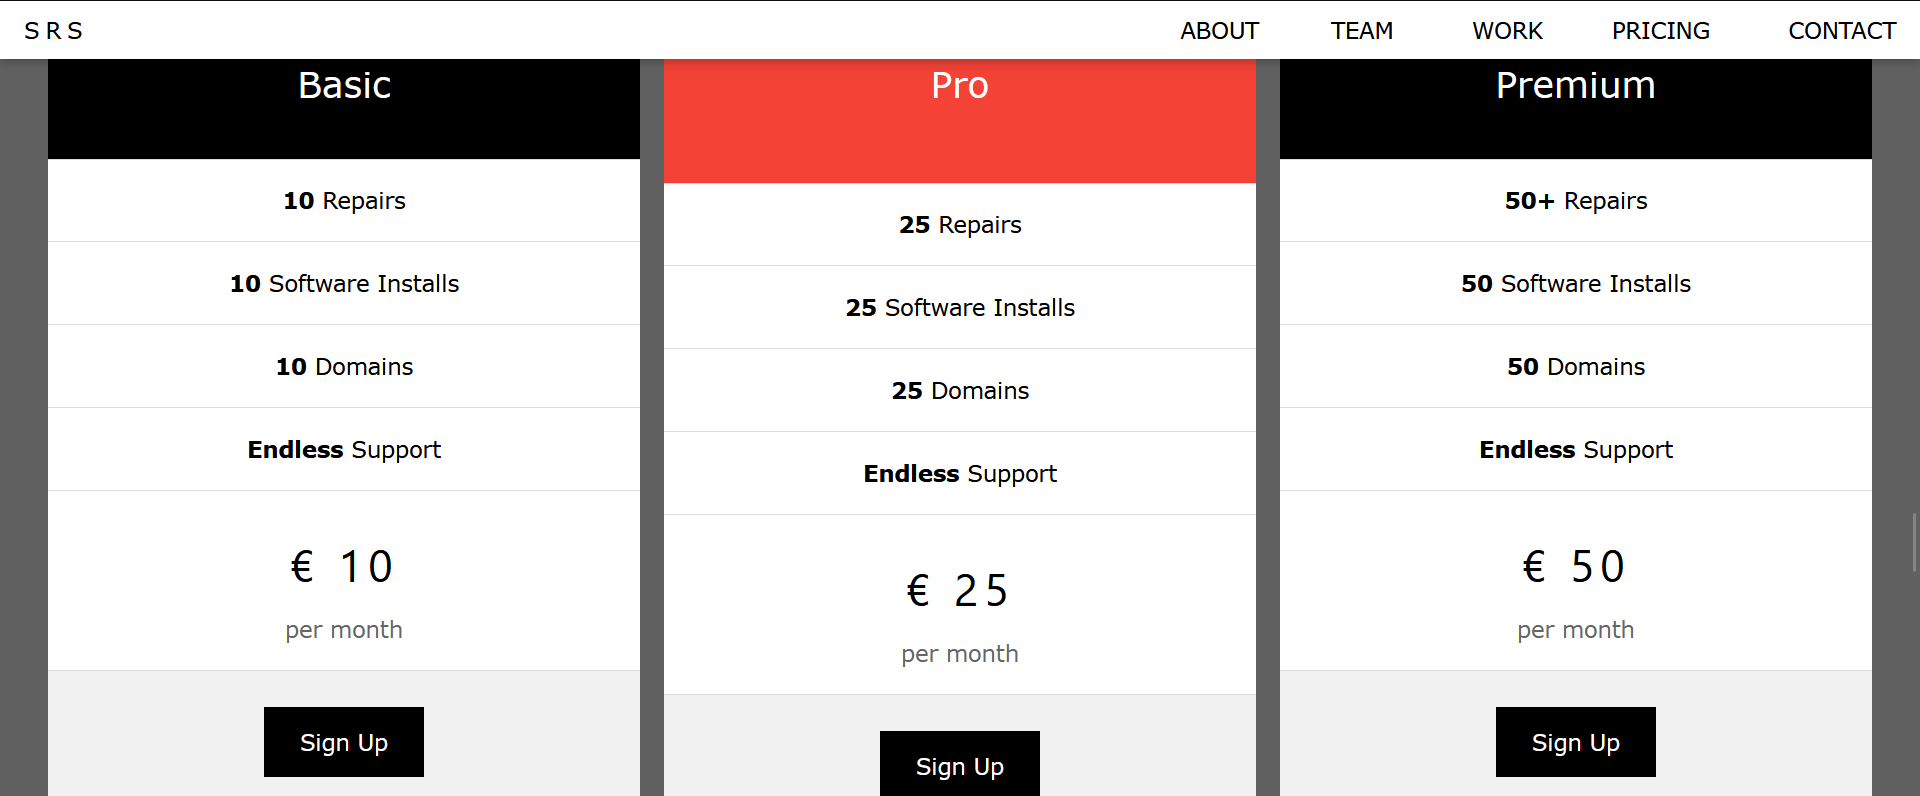 S R S
ABOUT TEAM WORK PRICING CONTACT
Basic
10 Repairs
10 Software Installs
10 Domains
Endless Support
€ 10
per month
Sign Up
Pro
25 Repairs
25 Software Installs
25 Domains
Endless Support
€ 25
per month
Sign Up
Premium
50+ Repairs
50 Software Installs
50 Domains
Endless Support
€ 50
per month
Sign Up